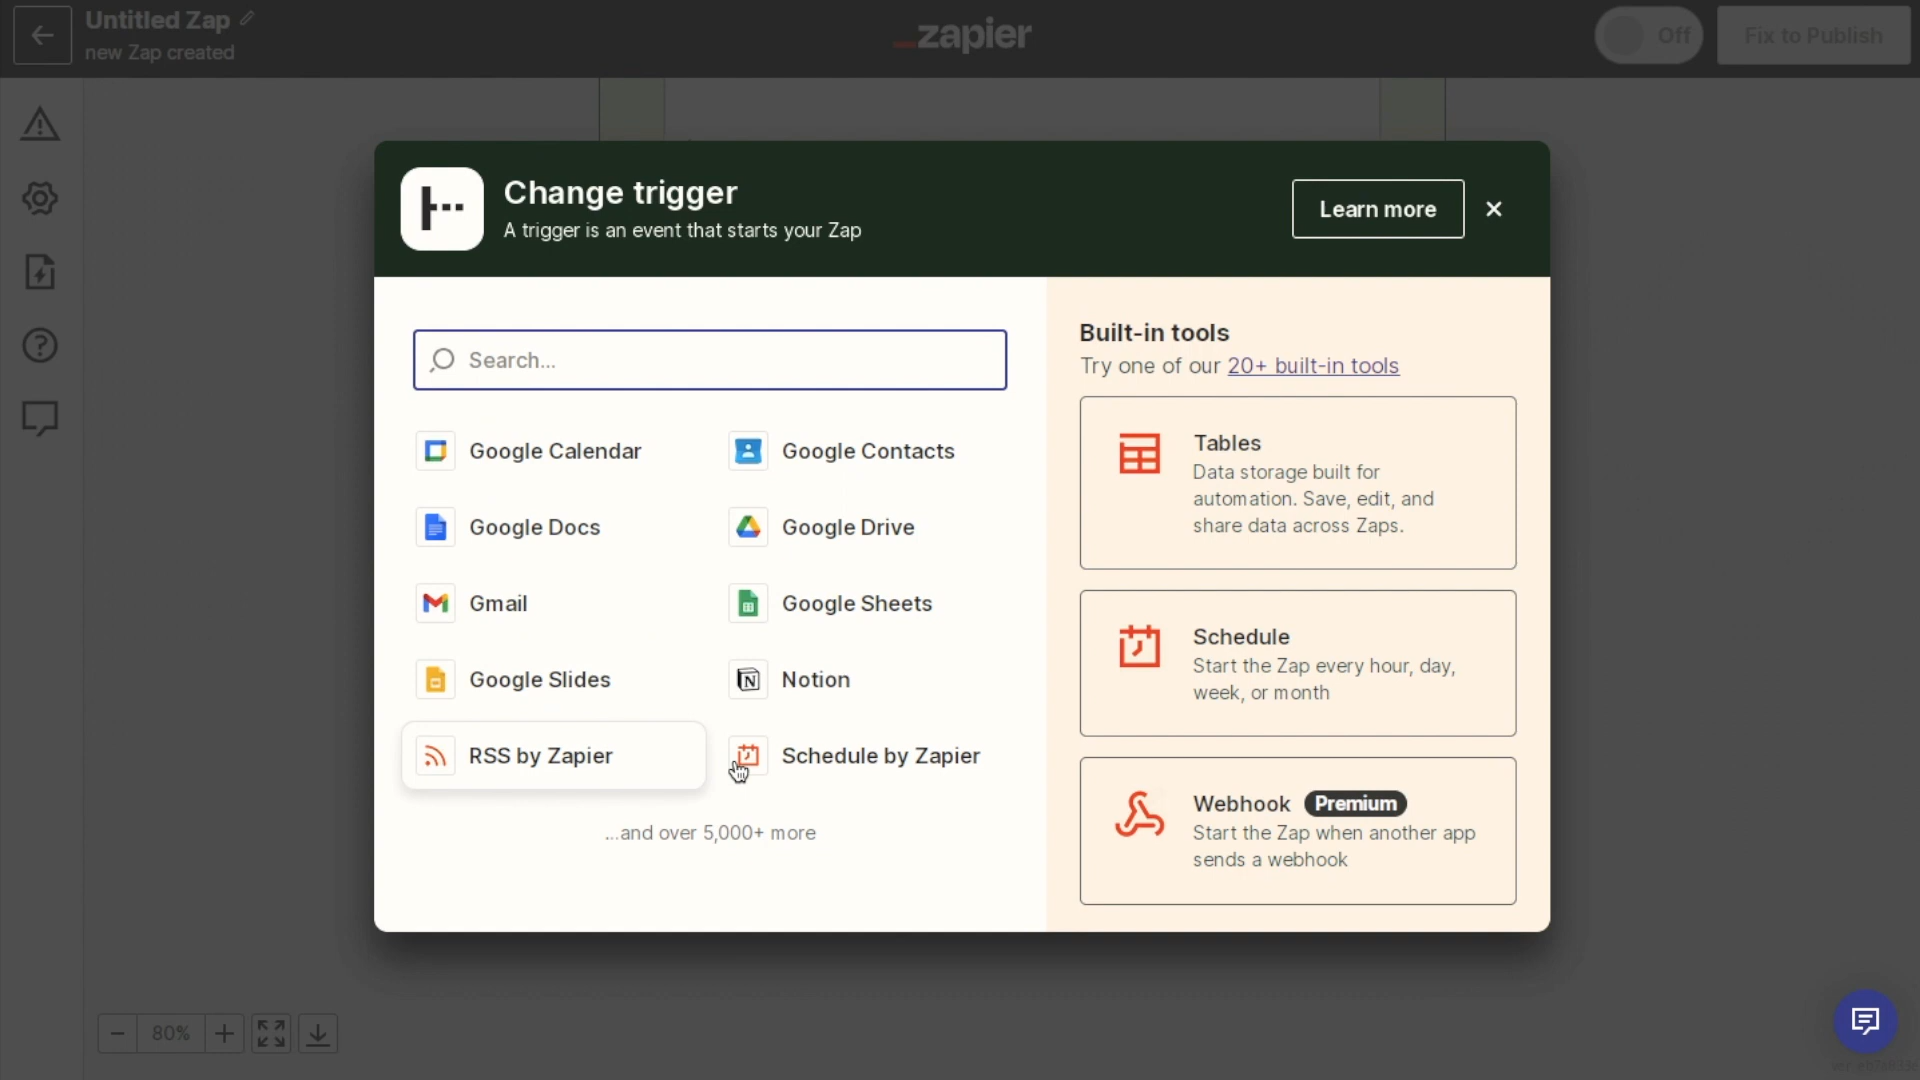 Untitled Zap
new Zap created
zapier
Off
Fix to Publish
Change trigger
A trigger is an event that starts your Zap
Learn more
Search...
Google Calendar
Google Contacts
Google Docs
Google Drive
Gmail
Google Sheets
Google Slides
Notion
RSS by Zapier
Schedule by Zapier
...and over 5,000+ more
Built-in tools
Try one of our 20+ built-in tools
Tables
Data storage built for
automation. Save, edit, and
share data across Zaps.
Schedule
Start the Zap every hour, day,
week, or month
Webhook Premium
Start the Zap when another app
sends a webhook
80%